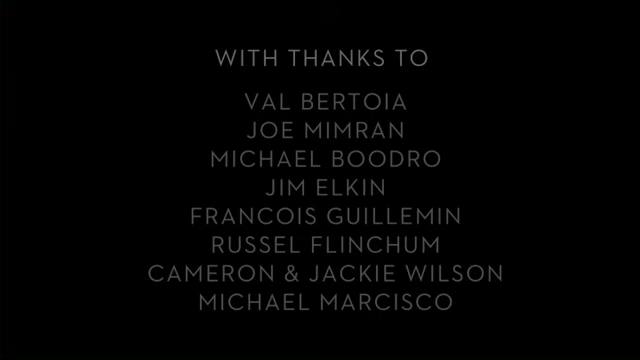 WITH THANKS TO
VAL BERTOIA
JOE MIMRAN
MICHAEL BOODRO
JIM ELKIN
FRANCOIS GUILLEMIN
RUSSEL FLINCHUM
CAMERON & JACKIE WILSON
MICHAEL MARCISCO